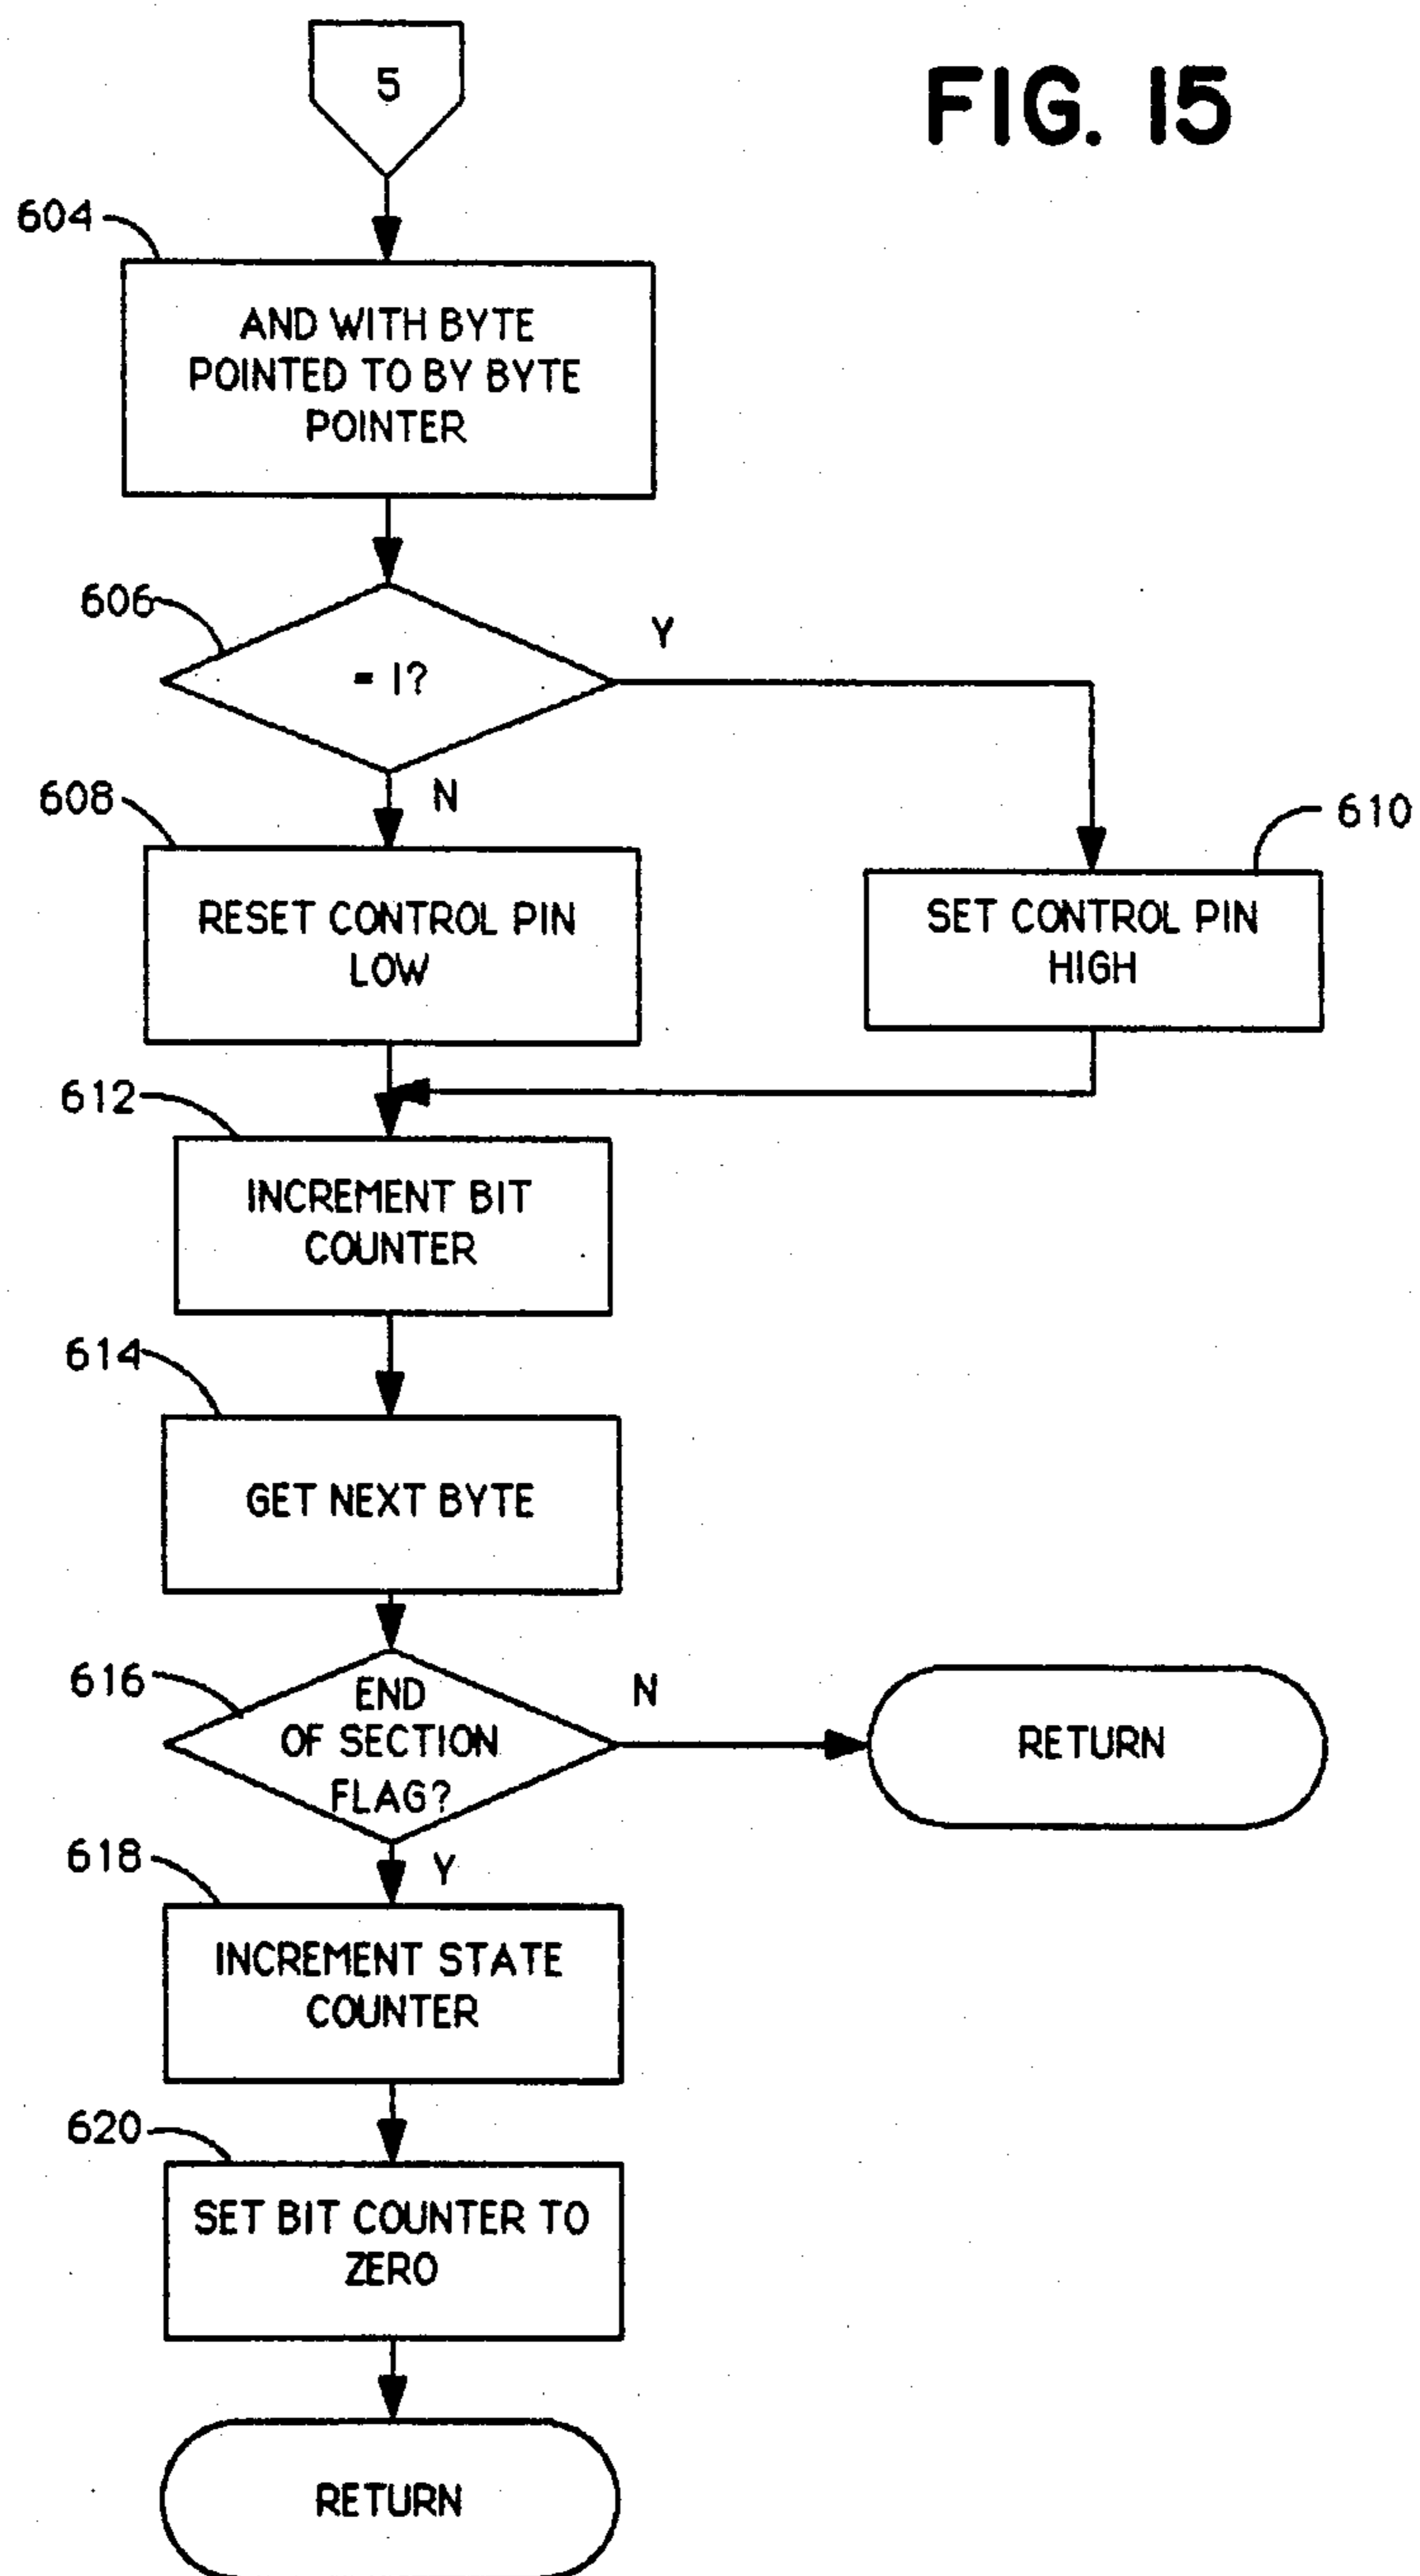 5
FIG. 15
604
AND WITH BYTE
POINTED TO BY BYTE
POINTER
606
= 1?
Y
N
608
RESET CONTROL PIN
LOW
610
SET CONTROL PIN
HIGH
612
INCREMENT BIT
COUNTER
614
GET NEXT BYTE
616
END
OF SECTION
FLAG?
N
RETURN
Y
618
INCREMENT STATE
COUNTER
620
SET BIT COUNTER TO
ZERO
RETURN